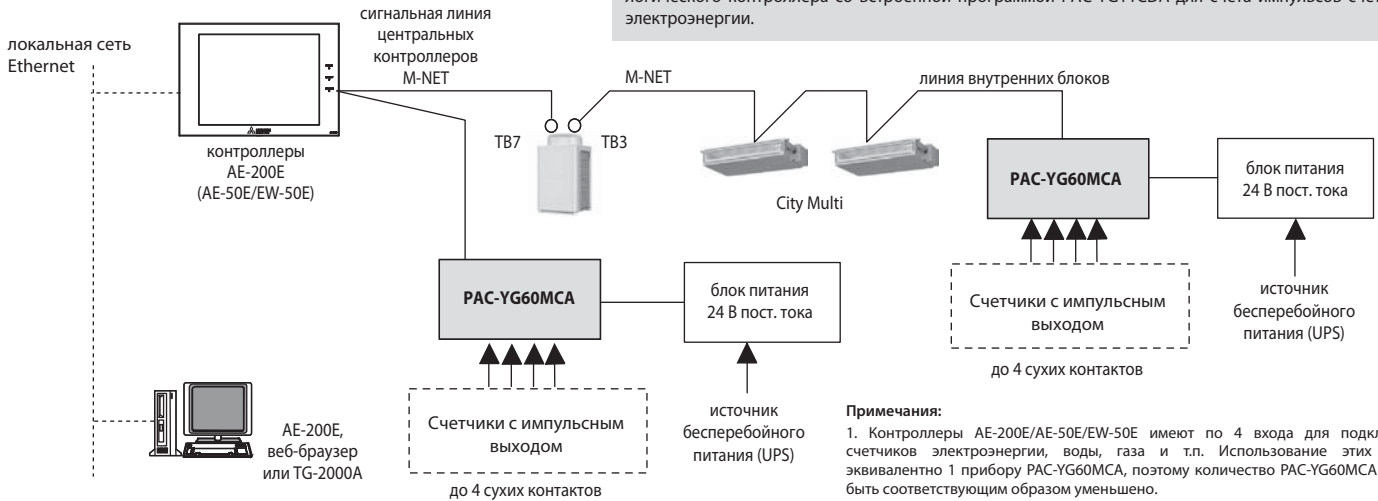 логического контроллера со встроенной программой PAC-YG11CDA для счета импульсов
электроэнергии.
сигнальная линия
центральных
контроллеров
M-NET
локальная сеть
Ethernet
M-NET
линия внутренних блоков
TB7
TB3
контроллеры
AE-200E
(AE-50E/EW-50E)
City Multi
PAC-YG60MCA
блок питания
24 В пост. тока
Счетчики с импульсным
выходом
до 4 сухих контактов
источник
бесперебойного
питания (UPS)
PAC-YG60MCA
блок питания
24 В пост. тока
Счетчики с импульсным
выходом
до 4 сухих контактов
источник
бесперебойного
питания (UPS)
AE-200E,
веб-браузер
или TG-2000A
Примечания:
1. Контроллеры AE-200E/AE-50E/EW-50E имеют по 4 входа для
счетчиков электроэнергии, воды, газа и т.п. Использование этих
эквивалентно 1 прибору PAC-YG60MCA, поэтому количество PAC-YG60MCA
быть соответствующим образом уменьшено.